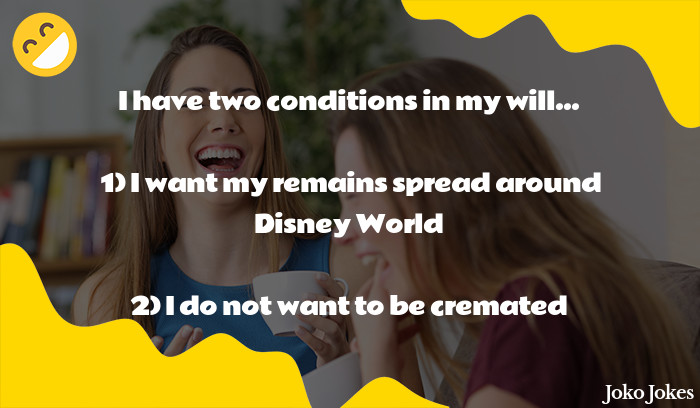 I have two conditions in my will...
1) I want my remains spread around
Disney World
2) I do not want to be cremated
Joko Jokes